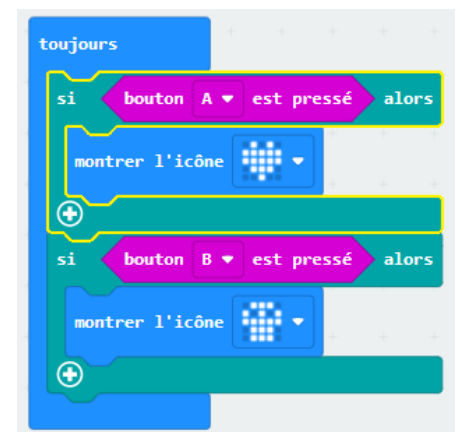 toujours
si bouton A est pressé alors
montrer l'icône
si bouton B est pressé alors
montrer l'icône